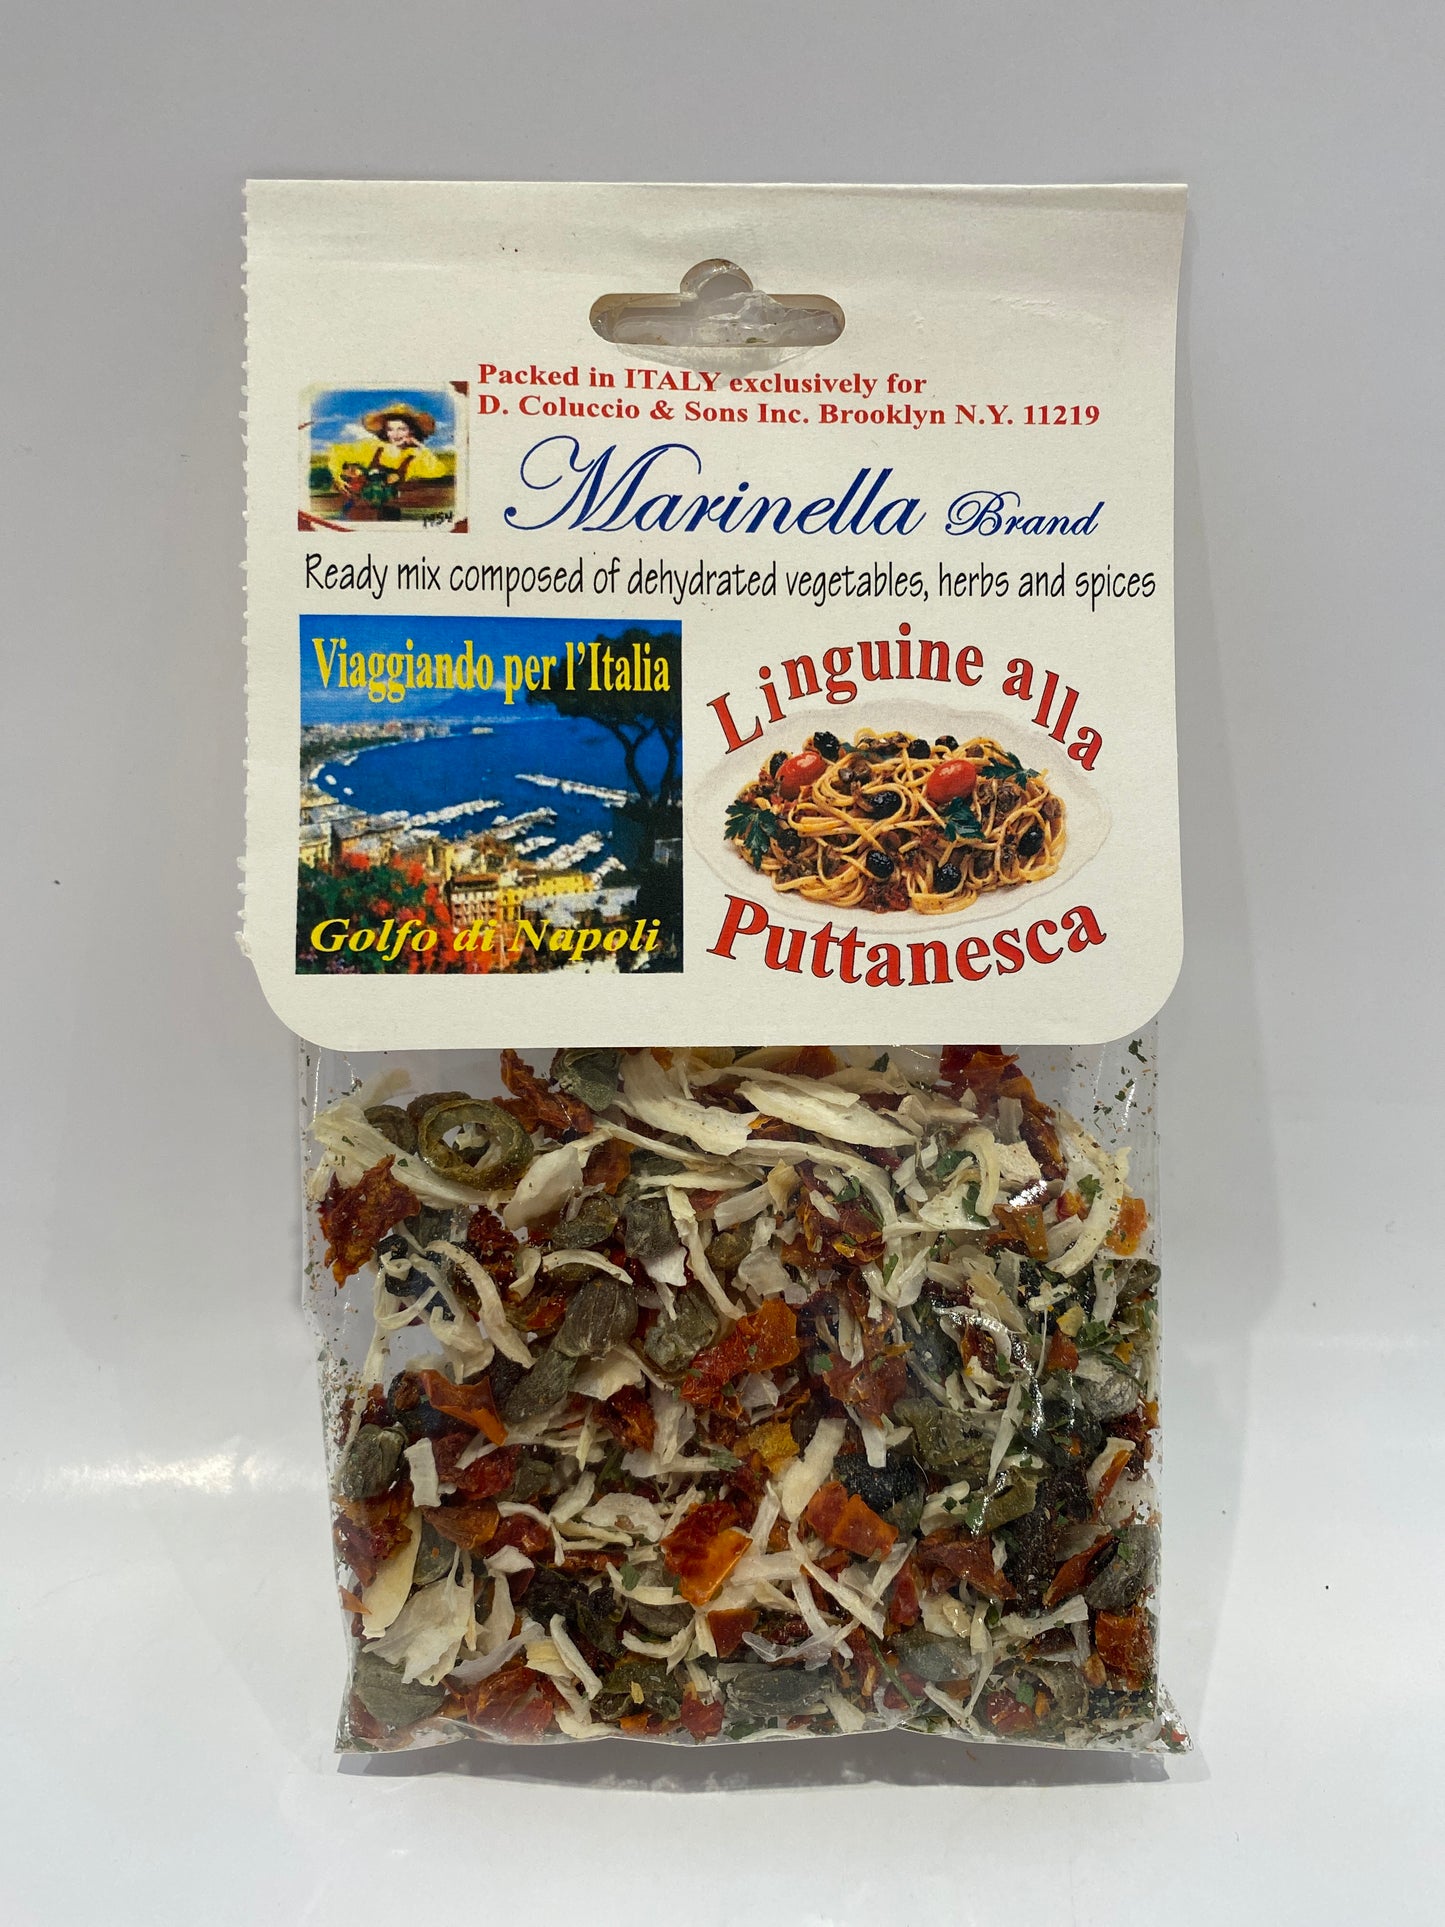 Packed in ITALY exclusively for
D. Coluccio & Sons Inc. Brooklyn N.Y. 11219
1954
Marinella Brand
Ready mix composed of dehydrated vegetables, herbs and spices
Viaggiando per l'Italia
Golfo di Napoli
Linguine alla
Puttanesca